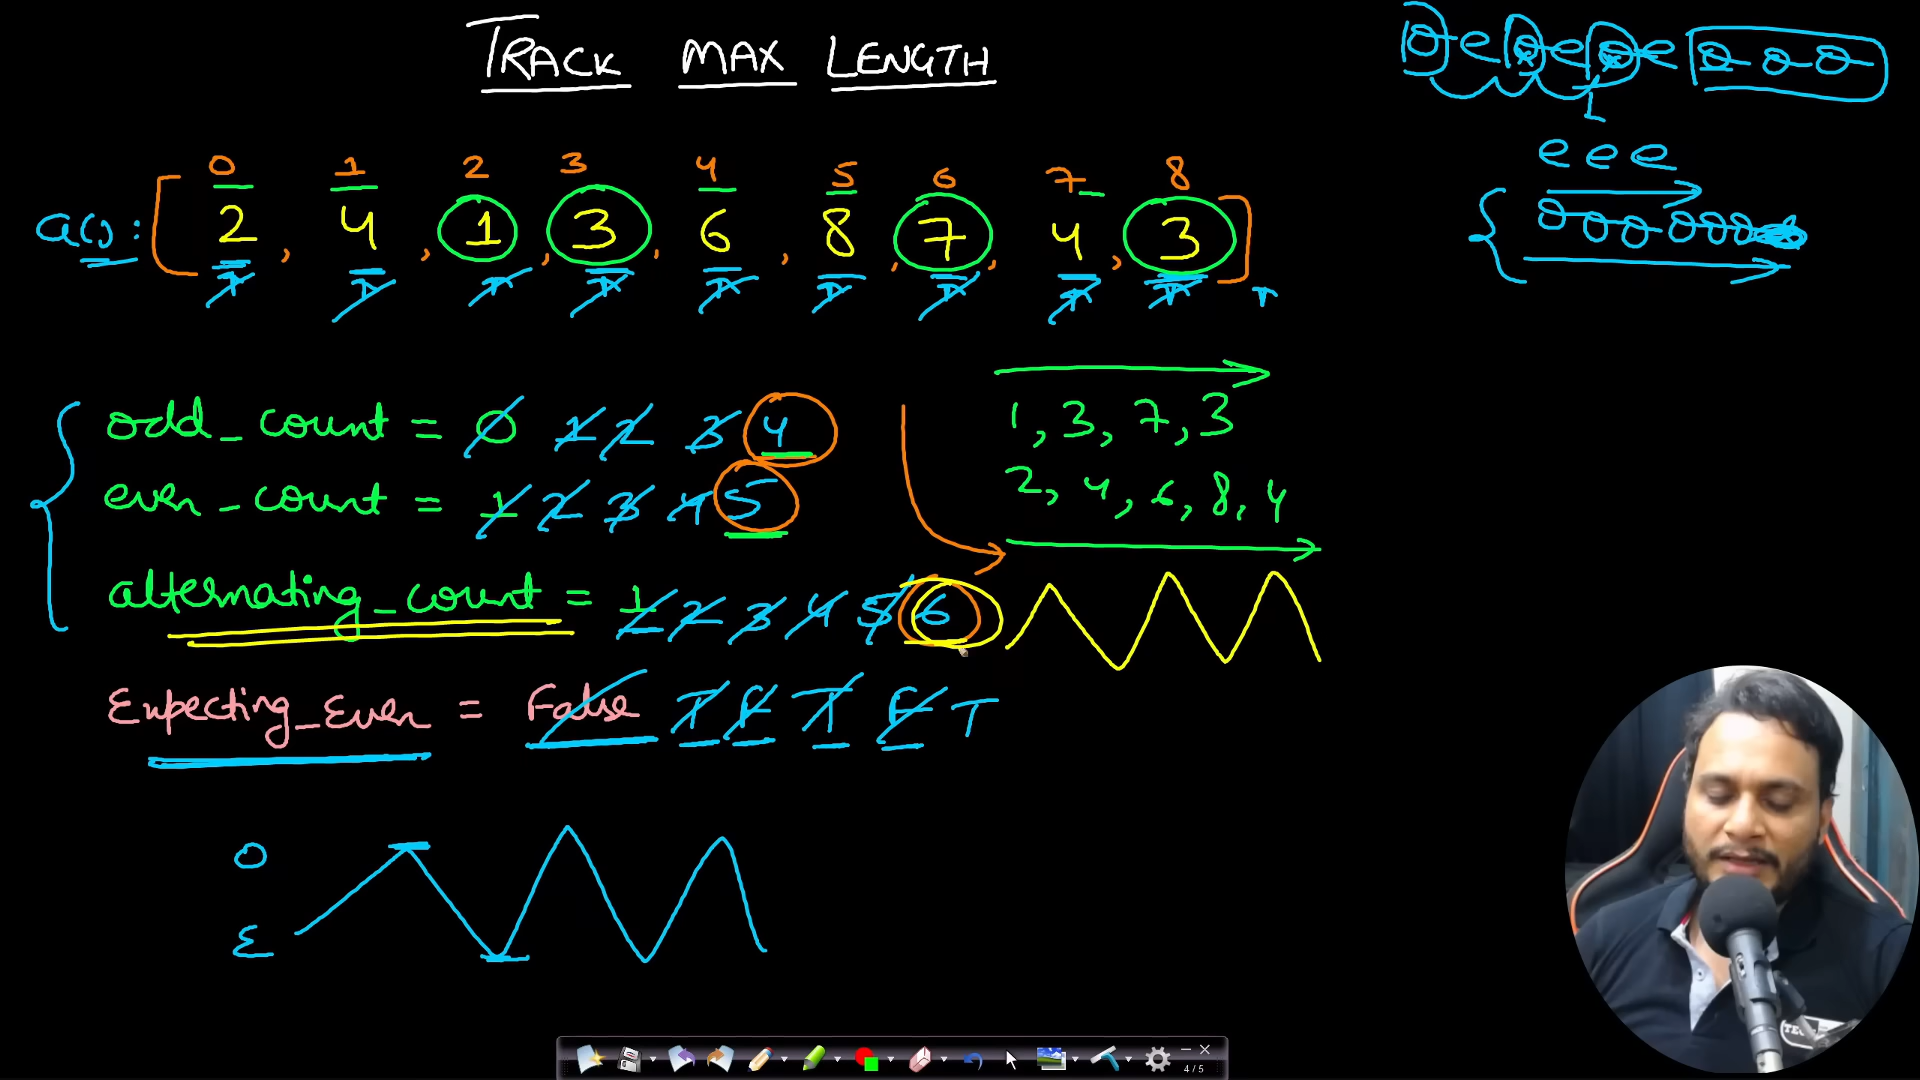 TRACK MAX LENGTH
o e o e o e o o o
I
e e e
o o o o o o
0 1 2 3 4 5 6 7 8
a(): [2, 4, 1, 3, 6, 8, 7, 4, 3]
I I I I I I I I I I
1, 3, 7, 3
odd_count = 0 1 2 3 4
2, 4, 6, 8, 4
even_count = 1 2 3 4 5
alternating_count = 1 2 3 4 5 6
Expecting_Even = False T F T F T
O
E
4/5